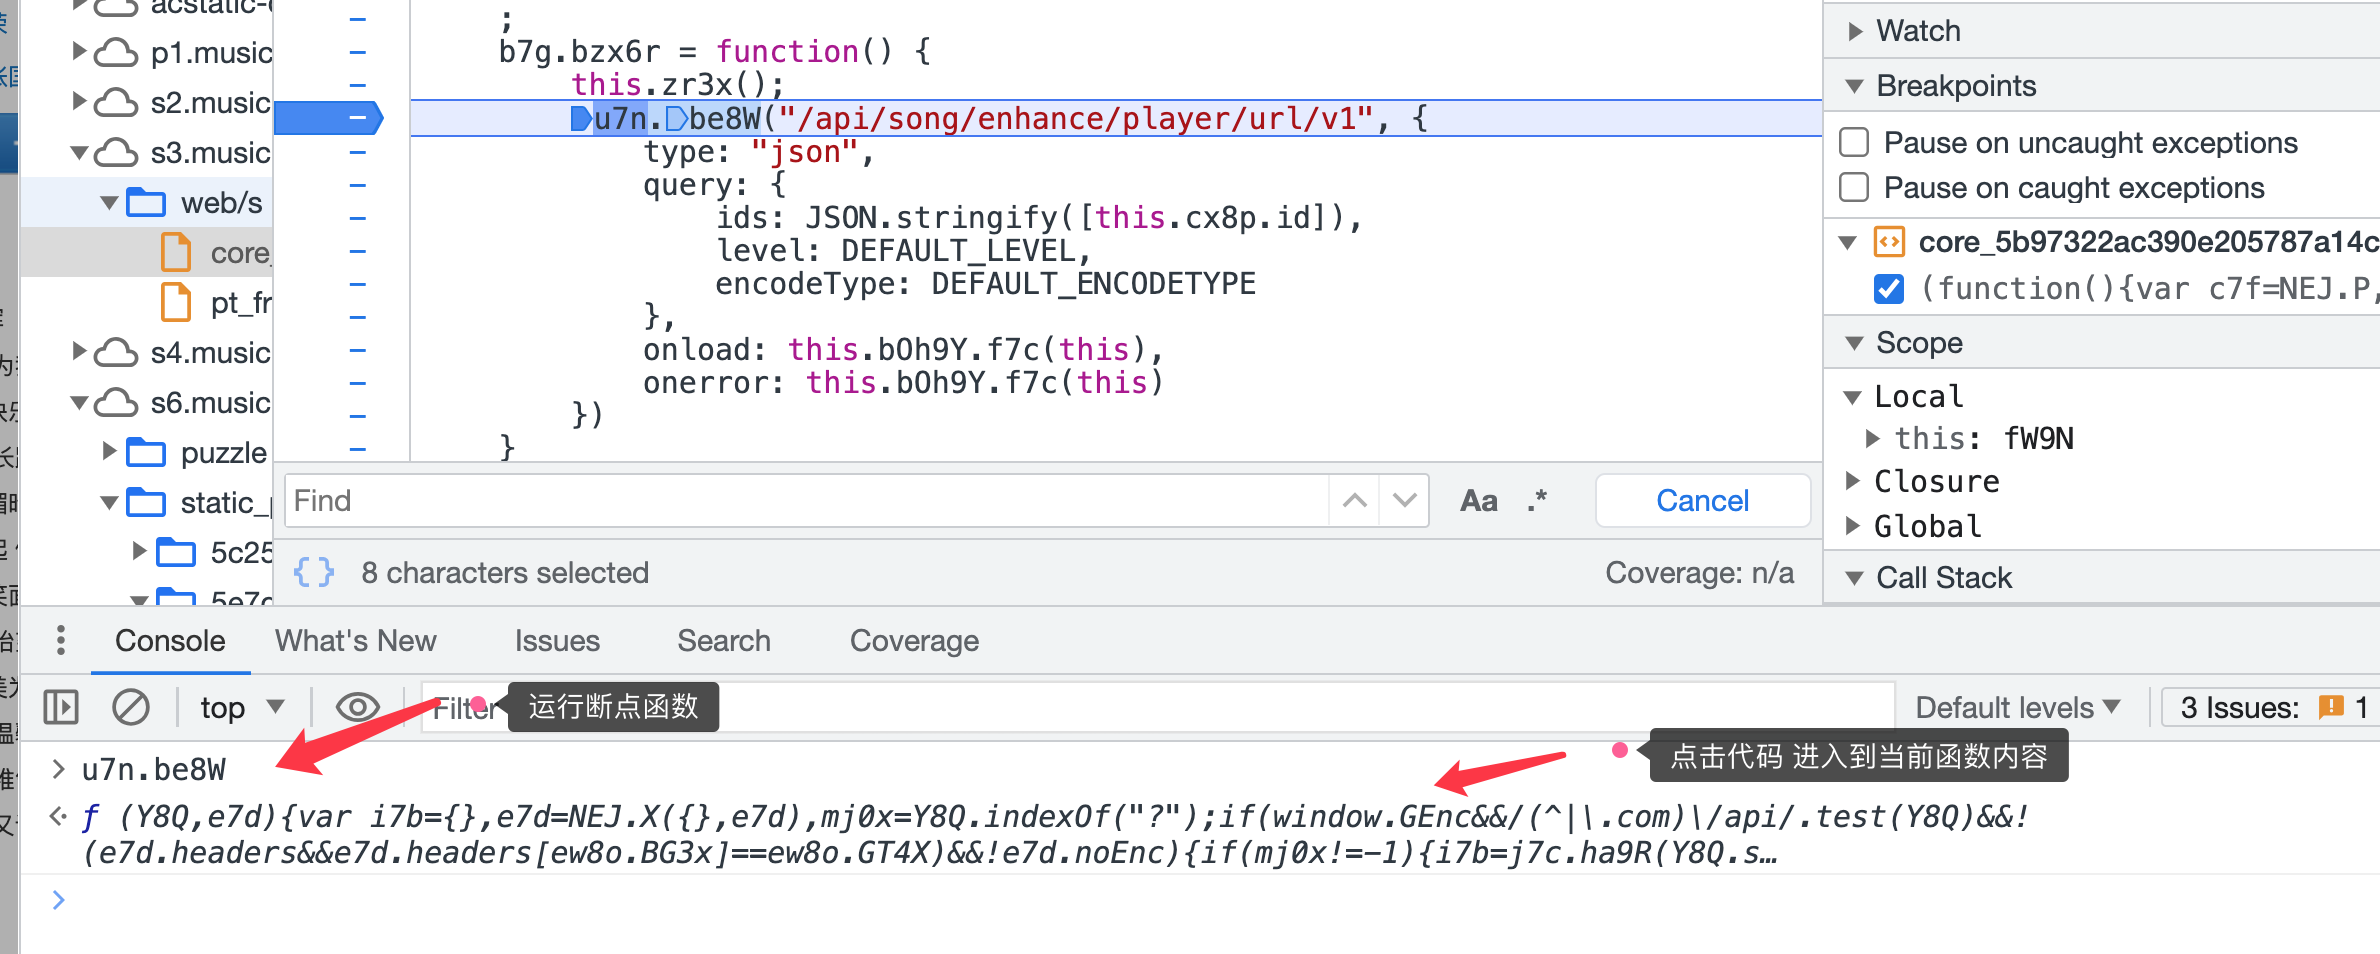 acstatic-
p1.music
s2.music
s3.music
web/s
core_
pt_fr
s4.music
s6.music
puzzle
static_p
5c25
5e7c
;
b7g.bzx6r = function() {
this.zr3x();
u7n.be8W("/api/song/enhance/player/url/v1", {
type: "json",
query: {
ids: JSON.stringify([this.cx8p.id]),
level: DEFAULT_LEVEL,
encodeType: DEFAULT_ENCODETYPE
},
onload: this.bOh9Y.f7c(this),
onerror: this.bOh9Y.f7c(this)
})
}
Find
Aa .* Cancel
{} 8 characters selected
Coverage: n/a
Watch
Breakpoints
Pause on uncaught exceptions
Pause on caught exceptions
core_5b97322ac390e205787a14c
(function(){var c7f=NEJ.P,
Scope
Local
this: fW9N
Closure
Global
Call Stack
Console What's New Issues Search Coverage
top Filter 运行断点函数 Default levels 3 Issues: 1
点击代码 进入到当前函数内容
> u7n.be8W
ƒ (Y8Q,e7d){var i7b={},e7d=NEJ.X({},e7d),mj0x=Y8Q.indexOf("?");if(window.GEnc&&/(^|\.com)\/api/.test(Y8Q)&&!
(e7d.headers&&e7d.headers[ew8o.BG3x]==ew8o.GT4X)&&!e7d.noEnc){if(mj0x!=-1){i7b=j7c.ha9R(Y8Q.s…
>